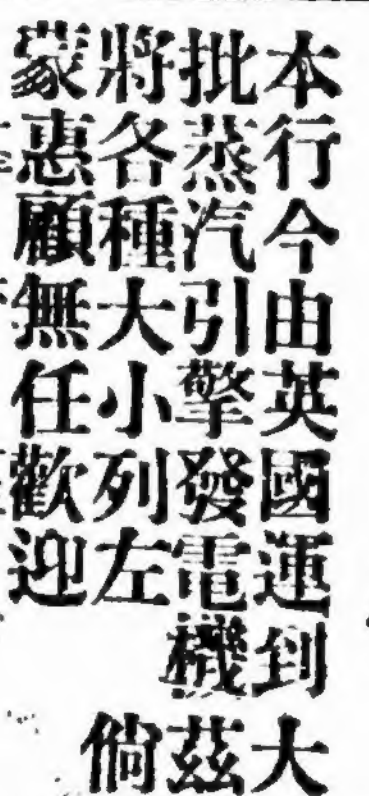 本行今由英國運到大
批蒸汽引擎發電機茲
將各種大小列左倘
蒙惠顧無任歡迎